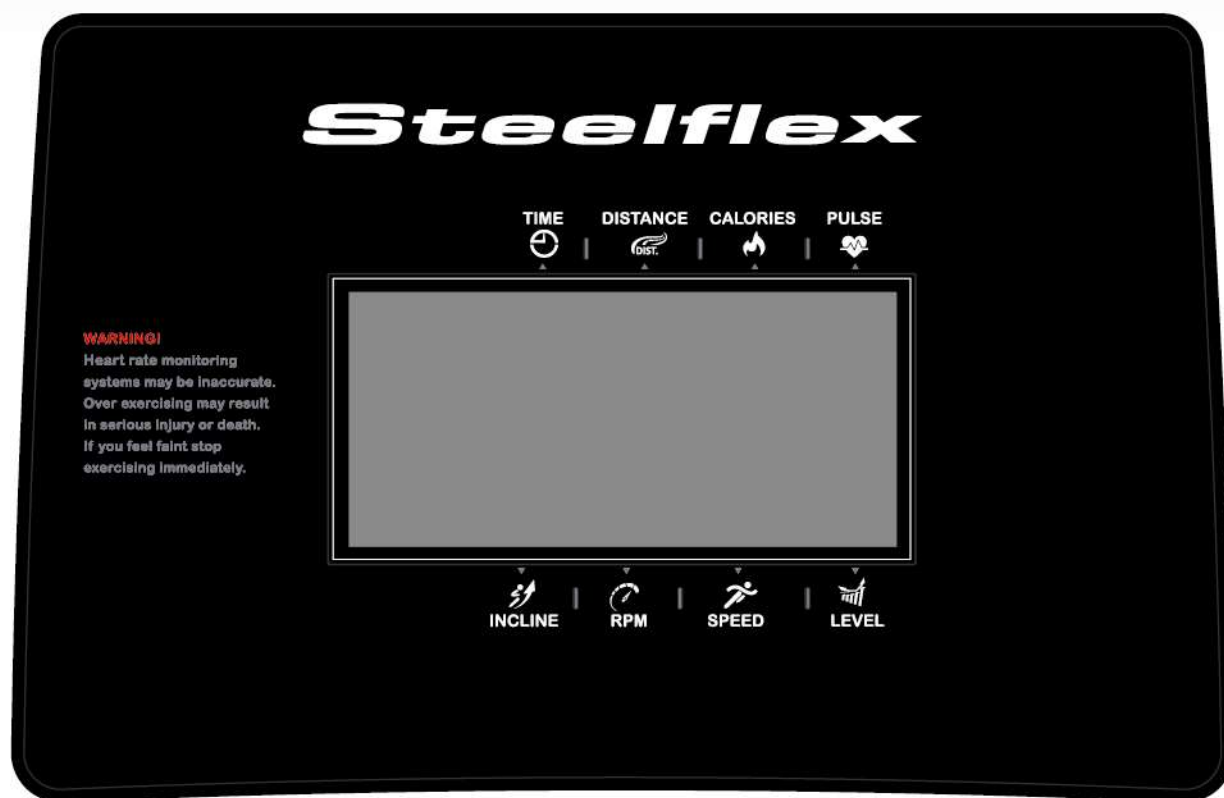 Steelflex
TIME DISTANCE CALORIES PULSE
DIST.
WARNING!
Heart rate monitoring
systems may be inaccurate.
Over exercising may result
in serious injury or death.
If you feel faint stop
exercising immediately.
INCLINE RPM SPEED LEVEL